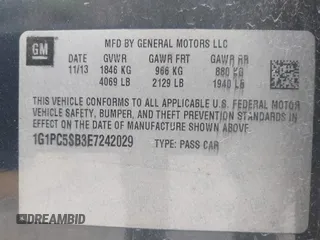 GM
MFD BY GENERAL MOTORS LLC
DATE GVWR GAWR FRT GAWR RR
11/13 1846 KG 966 KG 880 KG
4069 LB 2129 LB 1940 LB
THIS VEHICLE CONFORMS TO ALL APPLICABLE U.S. FEDERAL MOTOR
VEHICLE SAFETY, BUMPER, AND THEFT PREVENTION STANDARDS
IN EFFECT ON THE DATE OF MANUFACTURE SHOWN ABOVE.
1G1PC5SB3E7242029
TYPE: PASS CAR
DREAMBID